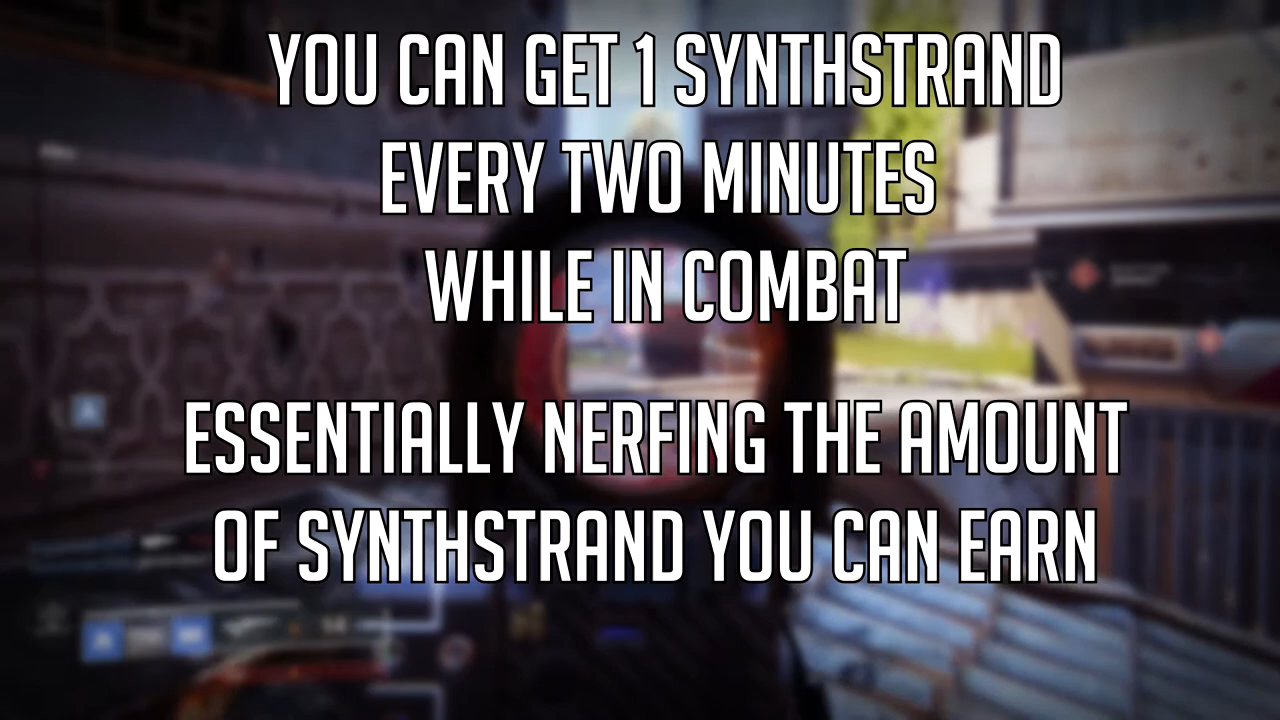 YOU CAN GET 1 SYNTHSTRAND
EVERY TWO MINUTES
WHILE IN COMBAT
ESSENTIALLY NERFING THE AMOUNT
OF SYNTHSTRAND YOU CAN EARN